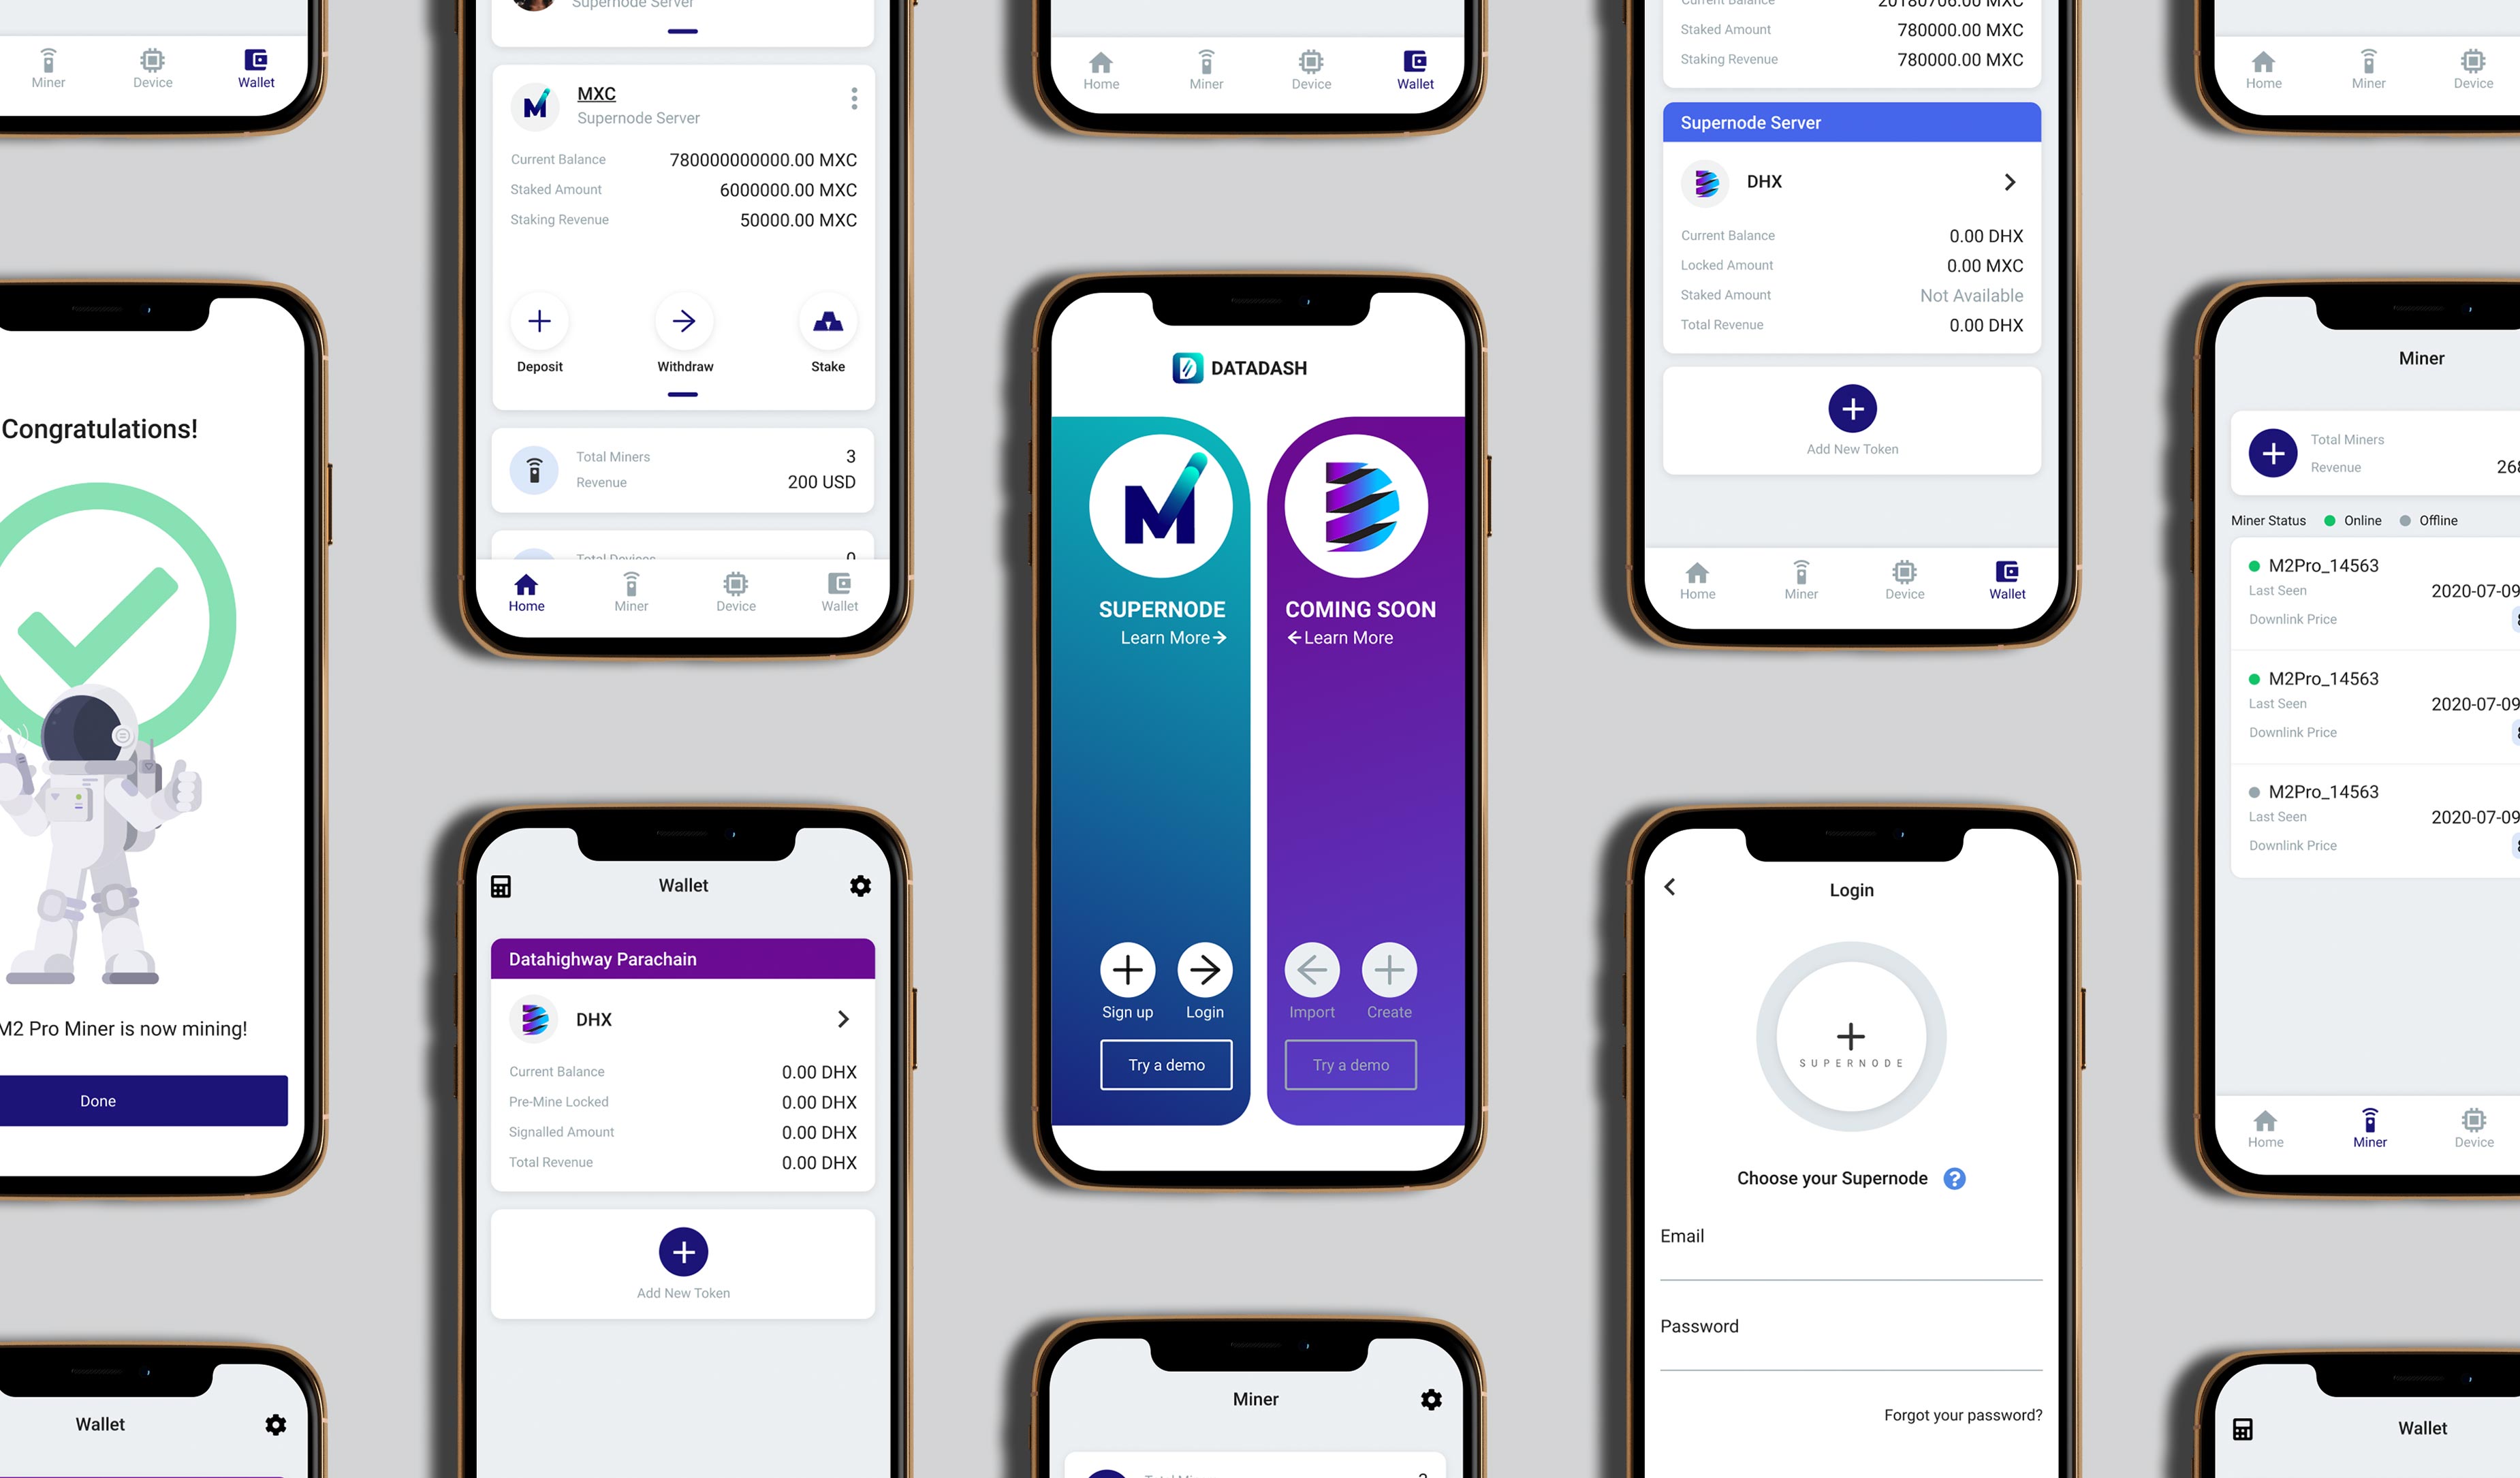 Miner
Device
Wallet
Congratulations!
M2 Pro Miner is now mining!
Done
Wallet
Supernode Server
MXC
Supernode Server
Current Balance 780000000000.00 MXC
Staked Amount 6000000.00 MXC
Staking Revenue 50000.00 MXC
Deposit
Withdraw
Stake
Total Miners 3
Revenue 200 USD
Total Devices 0
Home
Miner
Device
Wallet
Wallet
Datahighway Parachain
DHX
Current Balance 0.00 DHX
Pre-Mine Locked 0.00 DHX
Signalled Amount 0.00 DHX
Total Revenue 0.00 DHX
Add New Token
Home
Miner
Device
Wallet
DATADASH
SUPERNODE
Learn More
COMING SOON
Learn More
Sign up
Login
Import
Create
Try a demo
Try a demo
Miner
Current Balance 20180706.00 MXC
Staked Amount 780000.00 MXC
Staking Revenue 780000.00 MXC
Supernode Server
DHX
Current Balance 0.00 DHX
Locked Amount 0.00 MXC
Staked Amount Not Available
Total Revenue 0.00 DHX
Add New Token
Home
Miner
Device
Wallet
Login
SUPERNODE
Choose your Supernode ?
Email
Password
Forgot your password?
Home
Miner
Device
Miner
Total Miners
Revenue 268
Miner Status Online Offline
M2Pro_14563
Last Seen 2020-07-09
Downlink Price
M2Pro_14563
Last Seen 2020-07-09
Downlink Price
M2Pro_14563
Last Seen 2020-07-09
Downlink Price
Home
Miner
Device
Wallet